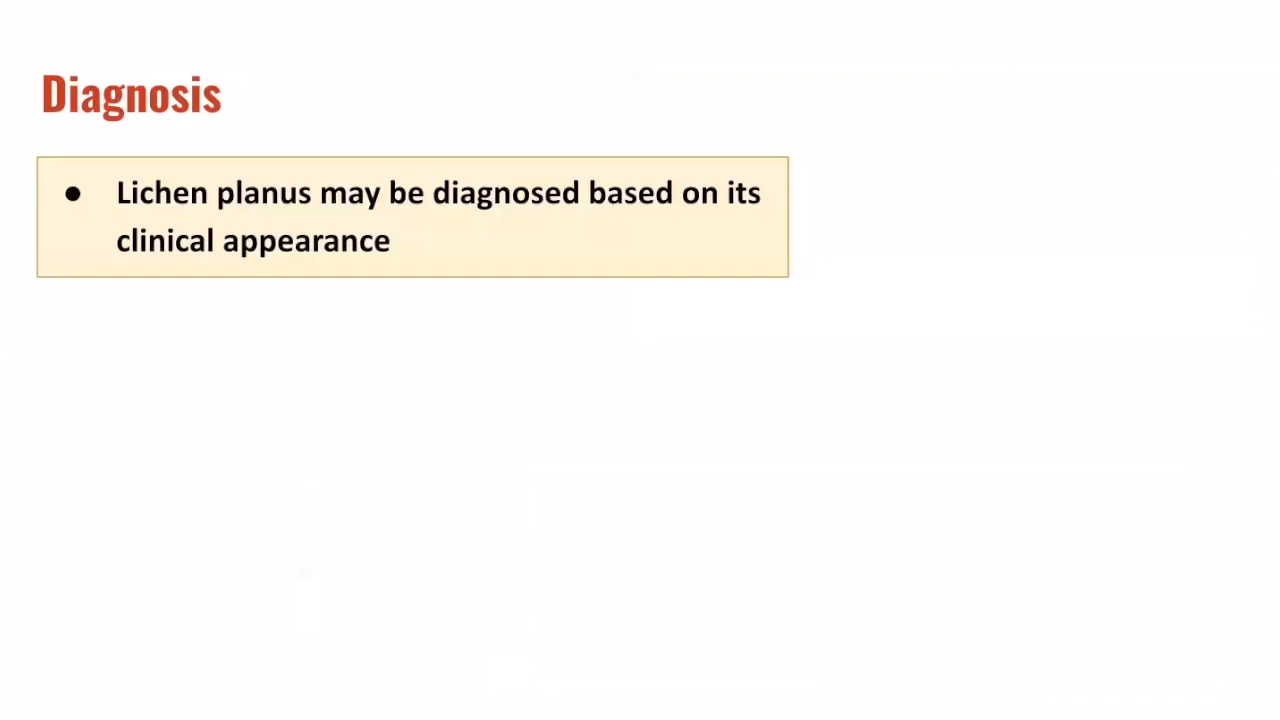 Diagnosis
● Lichen planus may be diagnosed based on its
clinical appearance